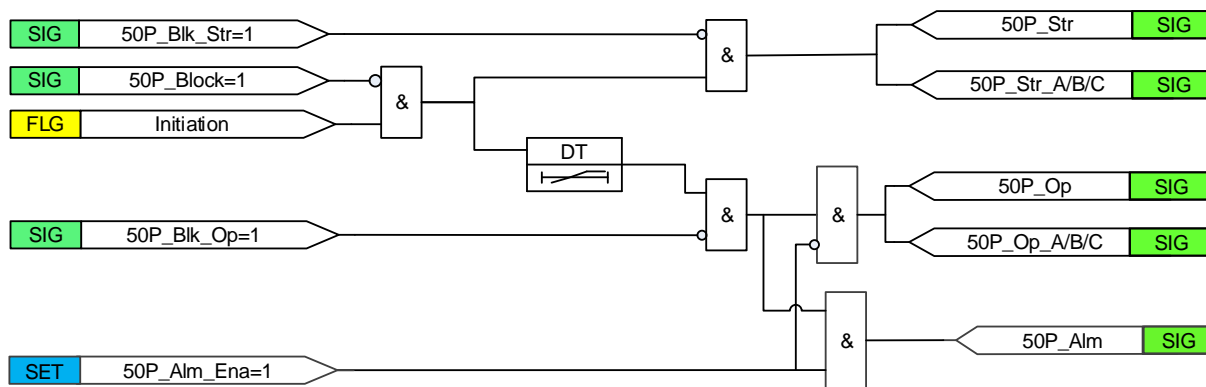 SIG 50P_Blk_Str=1
50P_Str SIG
&
SIG 50P_Block=1
50P_Str_A/B/C SIG
&
FLG Initiation
DT
50P_Op SIG
&
&
SIG 50P_Blk_Op=1
50P_Op_A/B/C SIG
&
50P_Alm SIG
SET 50P_Alm_Ena=1